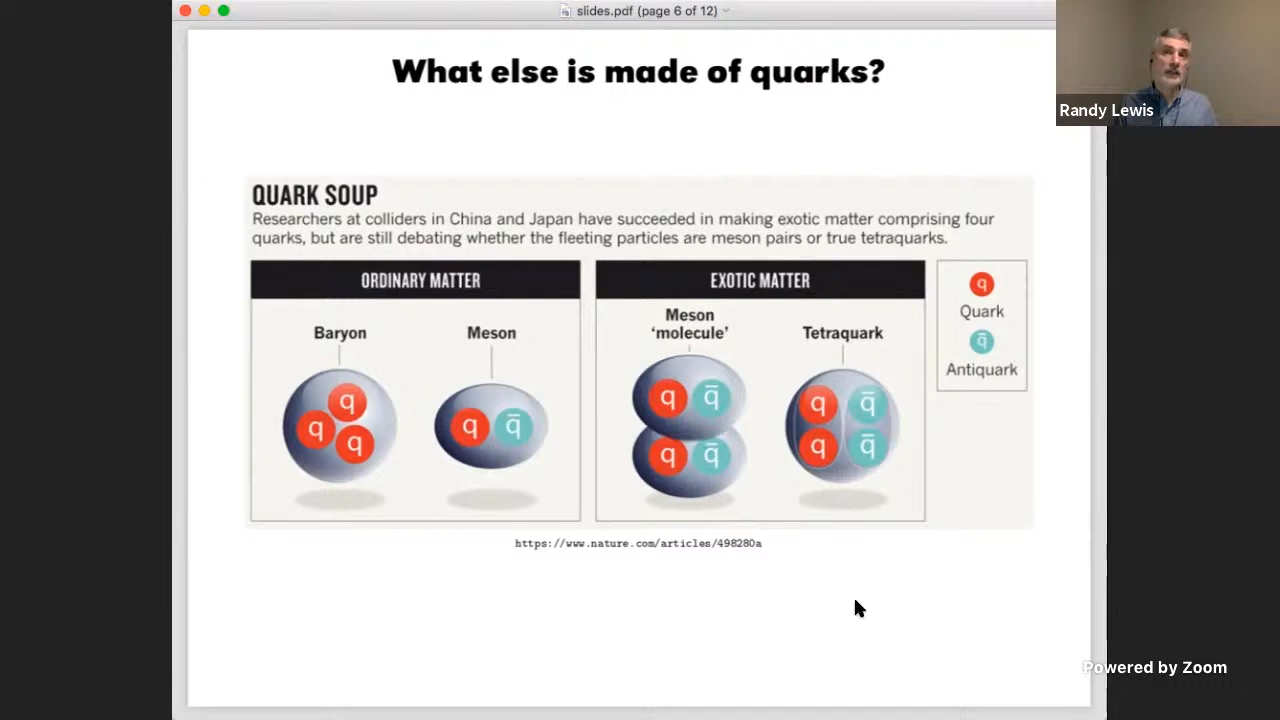 slides.pdf (page 6 of 12)
What else is made of quarks?
Randy Lewis
QUARK SOUP
Researchers at colliders in China and Japan have succeeded in making exotic matter comprising four
quarks, but are still debating whether the fleeting particles are meson pairs or true tetraquarks.
ORDINARY MATTER
Baryon
Meson
q
q
q
q q̄
EXOTIC MATTER
Meson
‘molecule’
Tetraquark
q q̄
q q̄
q q̄
q q̄
q
Quark
q̄
Antiquark
https://www.nature.com/articles/498280a
Powered by Zoom